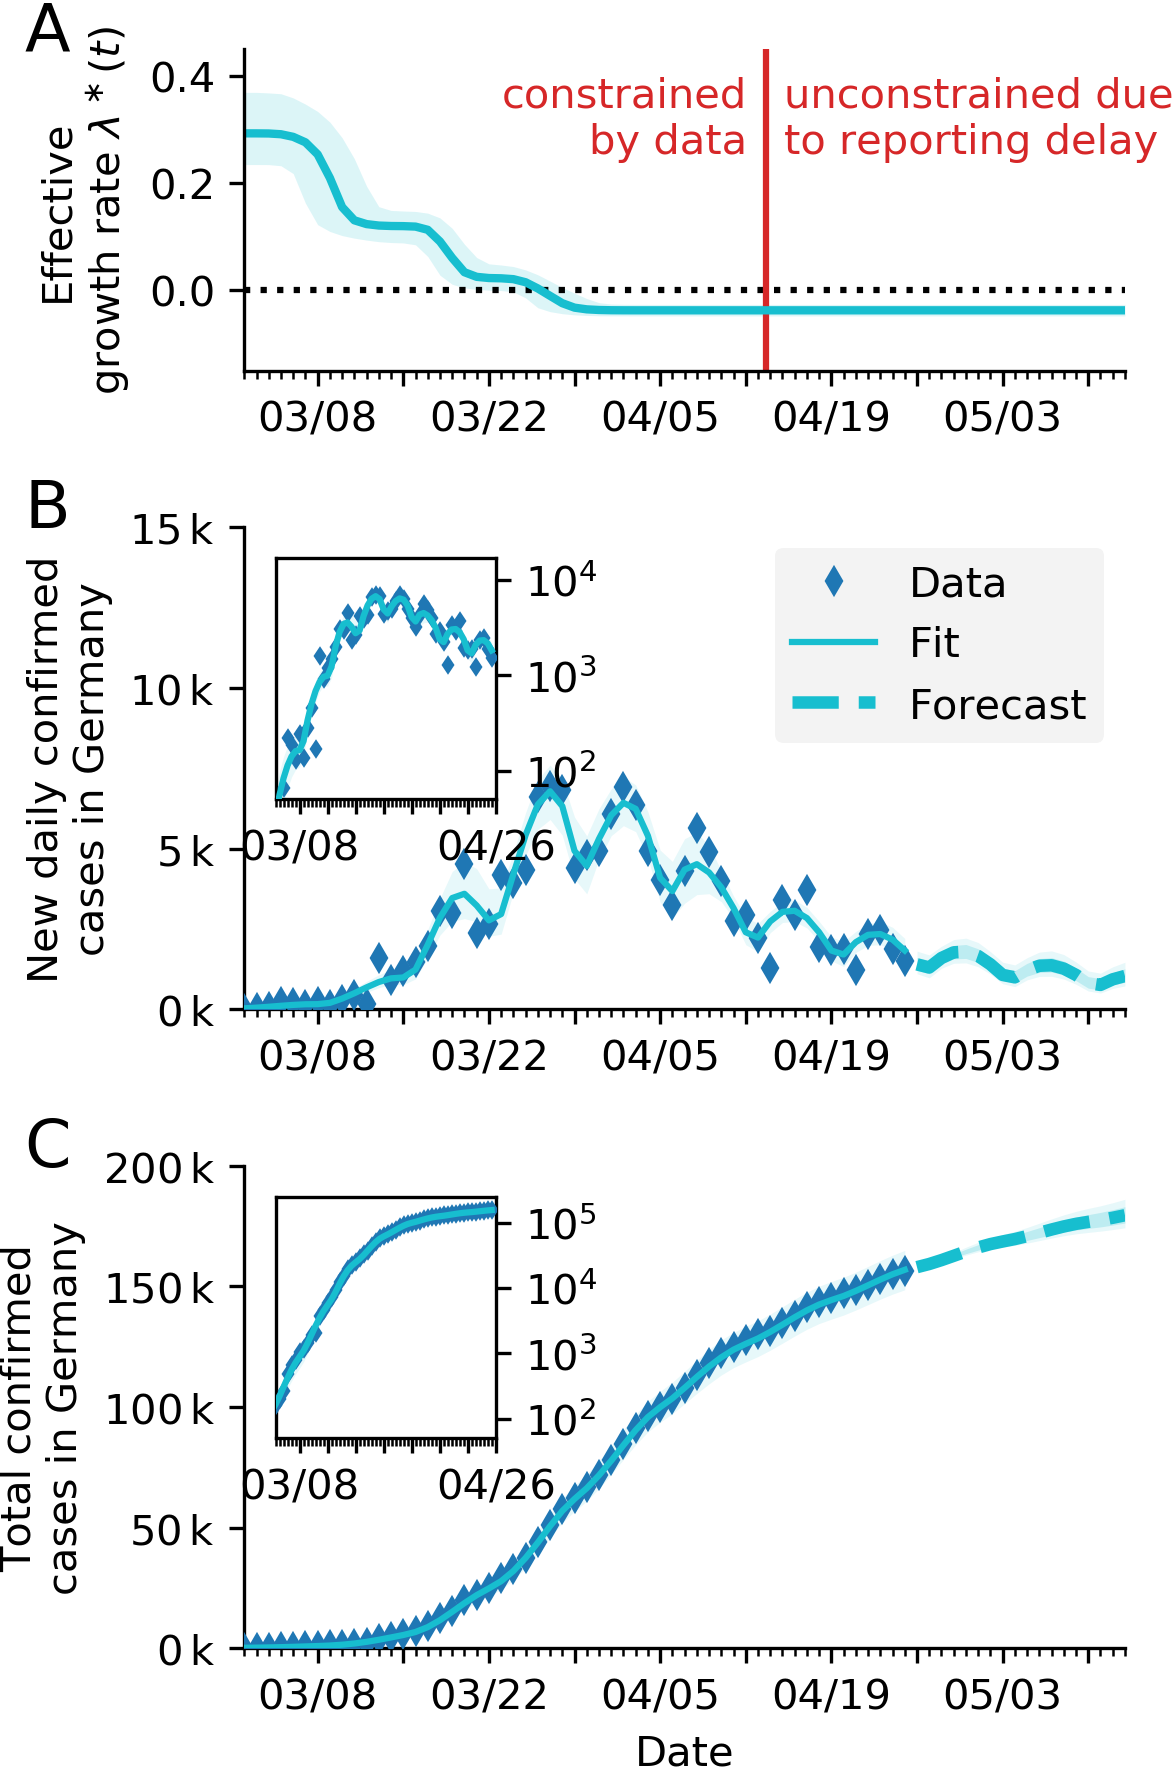 A
Effective
growth rate λ * (t)
0.4
0.2
0.0
constrained
by data
unconstrained due
to reporting delay
03/08
03/22
04/05
04/19
05/03
B
New daily confirmed
cases in Germany
15 k
10 k
5 k
0 k
10⁴
10³
10²
03/08
04/26
Data
Fit
Forecast
03/08
03/22
04/05
04/19
05/03
C
Total confirmed
cases in Germany
200 k
150 k
100 k
50 k
0 k
10⁵
10⁴
10³
10²
03/08
04/26
03/08
03/22
04/05
04/19
05/03
Date